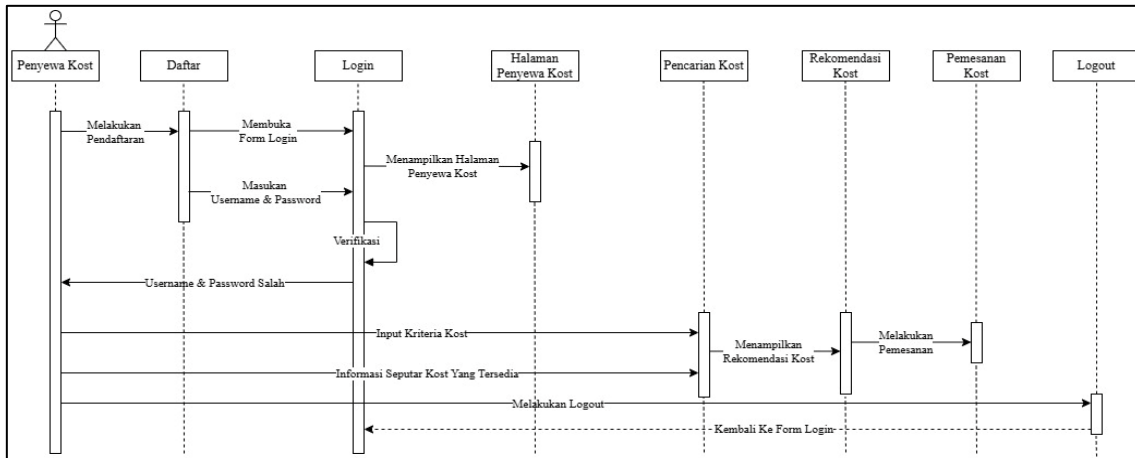 Penyewa Kost
Daftar
Login
Halaman
Penyewa Kost
Pencarian Kost
Rekomendasi
Kost
Pemesanan
Kost
Logout
Melakukan
Pendaftaran
Membuka
Form Login
Menampilkan Halaman
Penyewa Kost
Masukan
Username & Password
Verifikasi
Username & Password Salah
Input Kriteria Kost
Menampilkan
Rekomendasi Kost
Melakukan
Pemesanan
Informasi Seputar Kost Yang Tersedia
Melakukan Logout
Kembali Ke Form Login